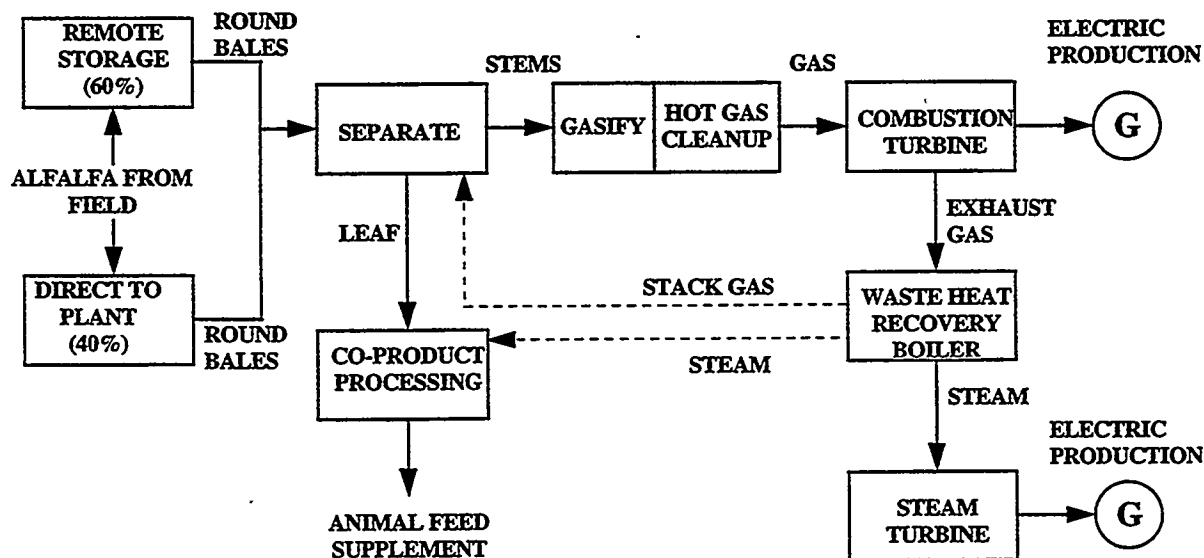 REMOTE
STORAGE
(60%)
ROUND
BALES
ALFALFA FROM
FIELD
DIRECT TO
PLANT
(40%)
ROUND
BALES
SEPARATE
STEMS
GASIFY
HOT GAS
CLEANUP
GAS
COMBUSTION
TURBINE
ELECTRIC
PRODUCTION
G
LEAF
EXHAUST
GAS
STACK GAS
WASTE HEAT
RECOVERY
BOILER
STEAM
CO-PRODUCT
PROCESSING
STEAM
ANIMAL FEED
SUPPLEMENT
STEAM
TURBINE
ELECTRIC
PRODUCTION
G